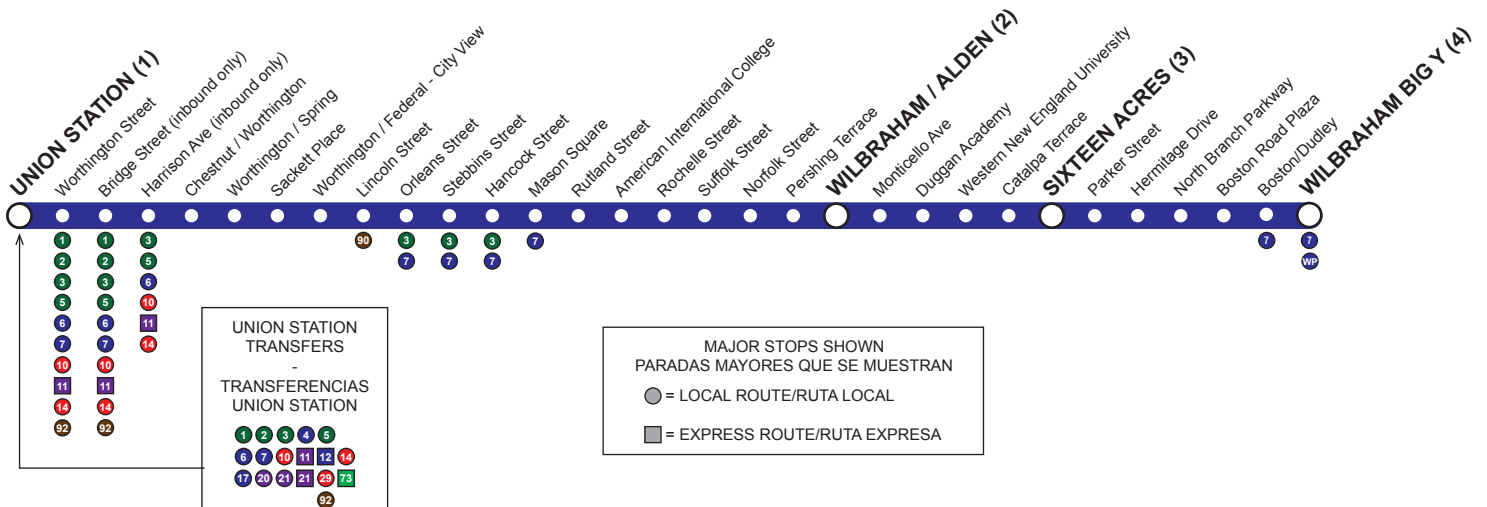 UNION STATION (1)
Worthington Street
Bridge Street (inbound only)
Harrison Ave (inbound only)
Chestnut / Worthington
Worthington / Spring
Sackett Place
Worthington / Federal - City View
Lincoln Street
Orleans Street
Stebbins Street
Hancock Street
Mason Square
Rutland Street
American International College
Rochelle Street
Suffolk Street
Norfolk Street
Pershing Terrace
WILBRAHAM / ALDEN (2)
Monticello Ave
Duggan Academy
Western New England University
Catalpa Terrace
SIXTEEN ACRES (3)
Parker Street
Hermitage Drive
North Branch Parkway
Boston Road Plaza
Boston/Dudley
WILBRAHAM BIG Y (4)
1 1 3 90 3 3 3 7 7 7
2 2 5 7 7 7 WP
3 3 6
5 5 10
6 6 11
7 7 14
10 10
11 11
14 14
92 92
UNION STATION
TRANSFERS
-
TRANSFERENCIAS
UNION STATION
1 2 3 4 5
6 7 10 11 12 14
17 20 21 21 29 73
92
MAJOR STOPS SHOWN
PARADAS MAYORES QUE SE MUESTRAN
= LOCAL ROUTE/RUTA LOCAL
= EXPRESS ROUTE/RUTA EXPRESA